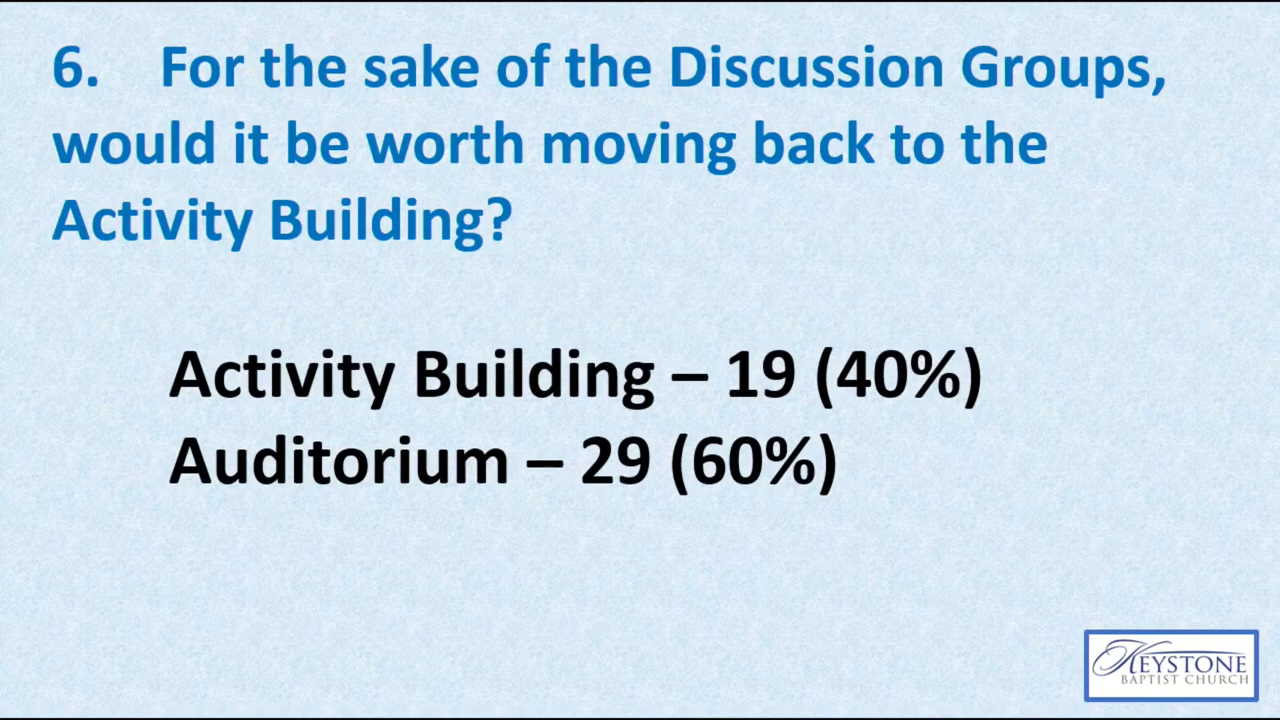 6. For the sake of the Discussion Groups,
would it be worth moving back to the
Activity Building?
Activity Building – 19 (40%)
Auditorium – 29 (60%)
KEYSTONE
BAPTIST CHURCH